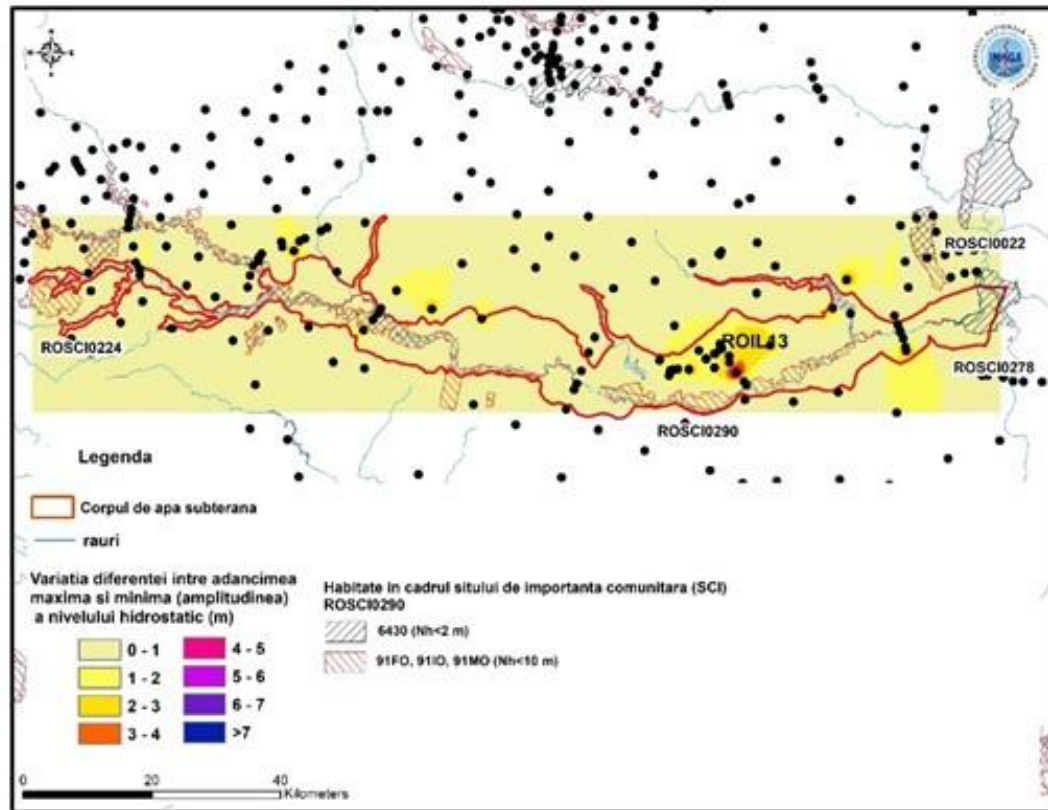 ROSCI0022
ROSCI0224
ROIL13
ROSCI0278
ROSCI0290
Legenda
Corpul de apa subterana
rauri
Variatia diferentei intre adancimea
maxima si minima (amplitudinea)
a nivelului hidrostatic (m)
0 - 1
1 - 2
2 - 3
3 - 4
4 - 5
5 - 6
6 - 7
>7
Habitate in cadrul sitului de importanta comunitara (SCI)
ROSCI0290
6430 (Nh<2 m)
91FO, 91IO, 91MO (Nh<10 m)
0 20 40
Kilometers